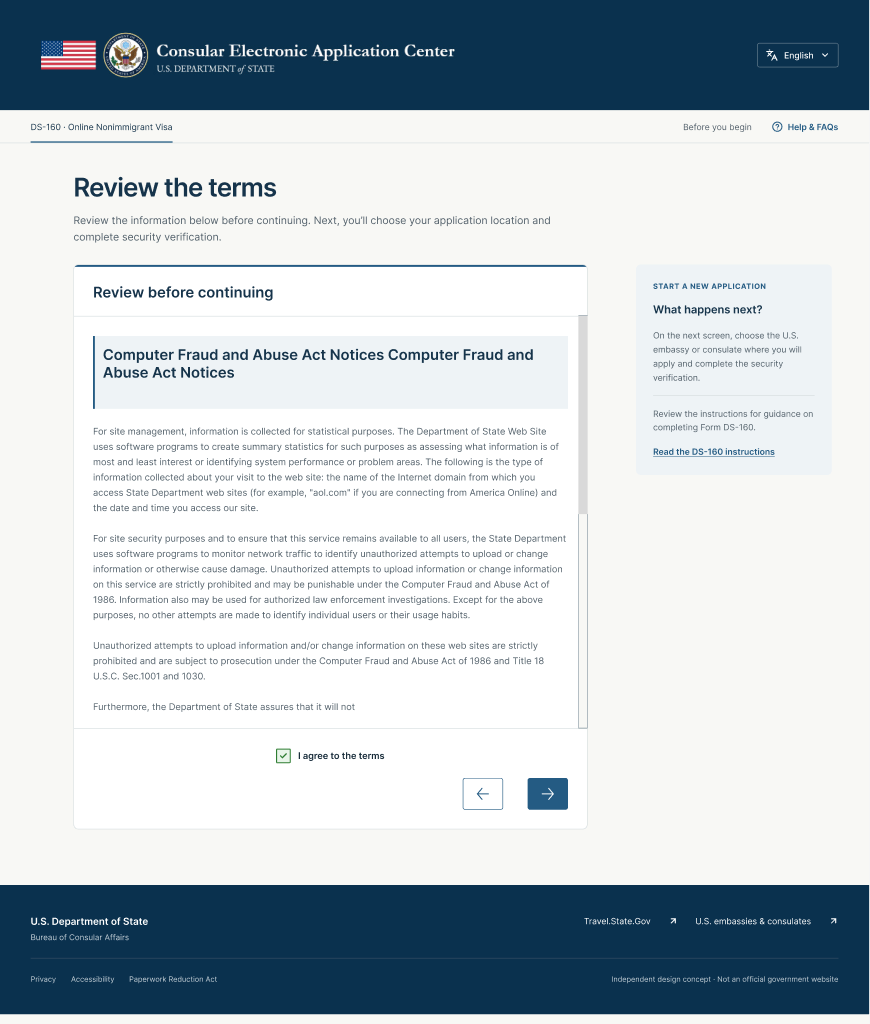 Consular Electronic Application Center
U.S. DEPARTMENT of STATE
English
DS-160 · Online Nonimmigrant Visa
Before you begin
Help & FAQs
Review the terms
Review the information below before continuing. Next, you'll choose your application location and
complete security verification.
Review before continuing
Computer Fraud and Abuse Act Notices Computer Fraud and
Abuse Act Notices
For site management, information is collected for statistical purposes. The Department of State Web Site
uses software programs to create summary statistics for such purposes as assessing what information is of
most and least interest or identifying system performance or problem areas. The following is the type of
information collected about your visit to the web site: the name of the Internet domain from which you
access State Department web sites (for example, "aol.com" if you are connecting from America Online) and
the date and time you access our site.
For site security purposes and to ensure that this service remains available to all users, the State Department
uses software programs to monitor network traffic to identify unauthorized attempts to upload or change
information or otherwise cause damage. Unauthorized attempts to upload information or change information
on this service are strictly prohibited and may be punishable under the Computer Fraud and Abuse Act of
1986. Information also may be used for authorized law enforcement investigations. Except for the above
purposes, no other attempts are made to identify individual users or their usage habits.
Unauthorized attempts to upload information and/or change information on these web sites are strictly
prohibited and are subject to prosecution under the Computer Fraud and Abuse Act of 1986 and Title 18
U.S.C. Sec.1001 and 1030.
Furthermore, the Department of State assures that it will not
I agree to the terms
START A NEW APPLICATION
What happens next?
On the next screen, choose the U.S.
embassy or consulate where you will
apply and complete the security
verification.
Review the instructions for guidance on
completing Form DS-160.
Read the DS-160 instructions
U.S. Department of State
Bureau of Consular Affairs
Travel.State.Gov
U.S. embassies & consulates
Privacy
Accessibility
Paperwork Reduction Act
Independent design concept · Not an official government website